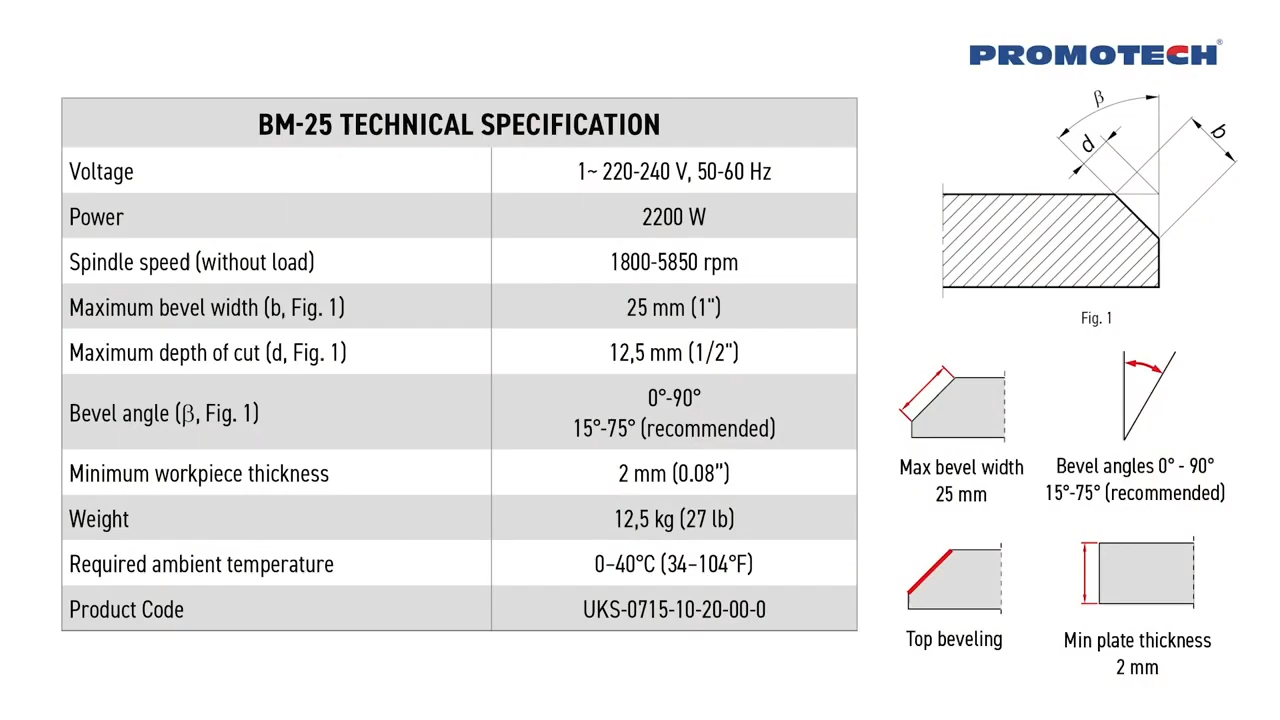 PROMOTECH®
BM-25 TECHNICAL SPECIFICATION
Voltage 1~ 220-240 V, 50-60 Hz
Power 2200 W
Spindle speed (without load) 1800-5850 rpm
Maximum bevel width (b, Fig. 1) 25 mm (1")
Maximum depth of cut (d, Fig. 1) 12,5 mm (1/2")
Bevel angle (β, Fig. 1) 0°-90°
15°-75° (recommended)
Minimum workpiece thickness 2 mm (0.08”)
Weight 12,5 kg (27 lb)
Required ambient temperature 0–40°C (34–104°F)
Product Code UKS-0715-10-20-00-0
β
d
b
Fig. 1
Max bevel width
25 mm
Bevel angles 0° - 90°
15°-75° (recommended)
Top beveling
Min plate thickness
2 mm